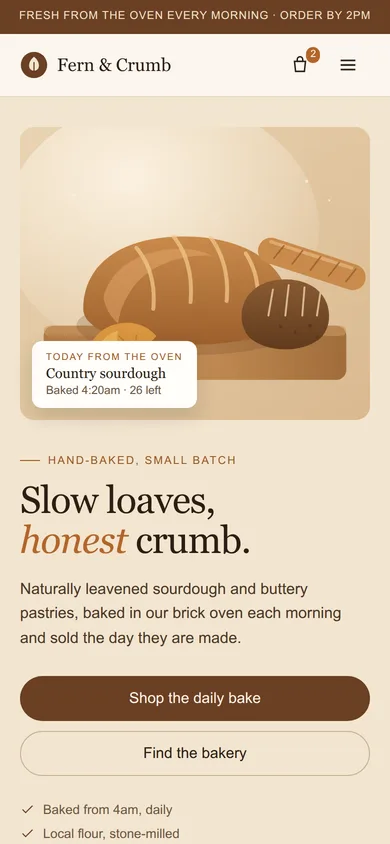 FRESH FROM THE OVEN EVERY MORNING · ORDER BY 2PM
Fern & Crumb
2
TODAY FROM THE OVEN
Country sourdough
Baked 4:20am · 26 left
HAND-BAKED, SMALL BATCH
Slow loaves,
honest crumb.
Naturally leavened sourdough and buttery
pastries, baked in our brick oven each morning
and sold the day they are made.
Shop the daily bake
Find the bakery
Baked from 4am, daily
Local flour, stone-milled